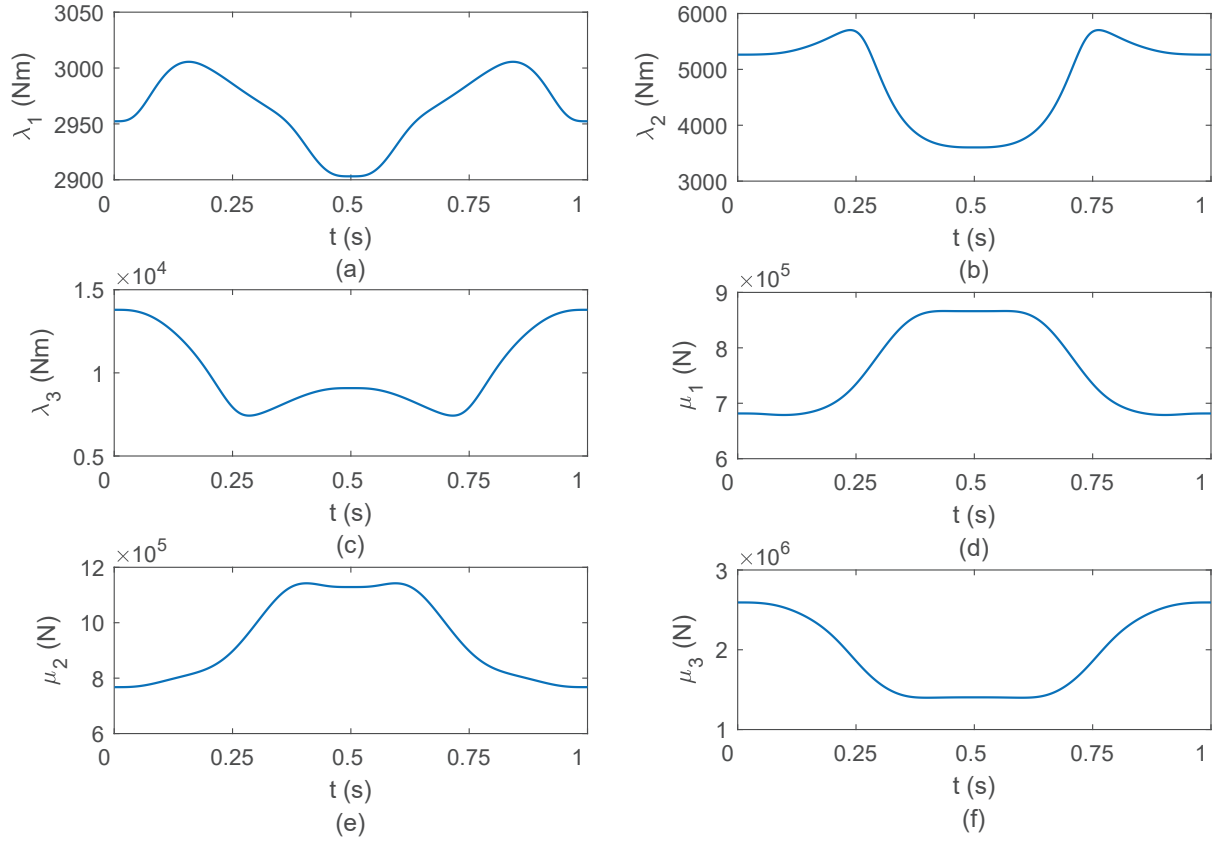 3050
3000
2950
2900
λ1 (Nm)
0 0.25 0.5 0.75 1
t (s)
(a)
6000
5000
4000
3000
λ2 (Nm)
0 0.25 0.5 0.75 1
t (s)
(b)
×10^4
1.5
1
0.5
λ3 (Nm)
0 0.25 0.5 0.75 1
t (s)
(c)
×10^5
9
8
7
6
μ1 (N)
0 0.25 0.5 0.75 1
t (s)
(d)
×10^5
12
10
8
6
μ2 (N)
0 0.25 0.5 0.75 1
t (s)
(e)
×10^6
3
2
1
μ3 (N)
0 0.25 0.5 0.75 1
t (s)
(f)